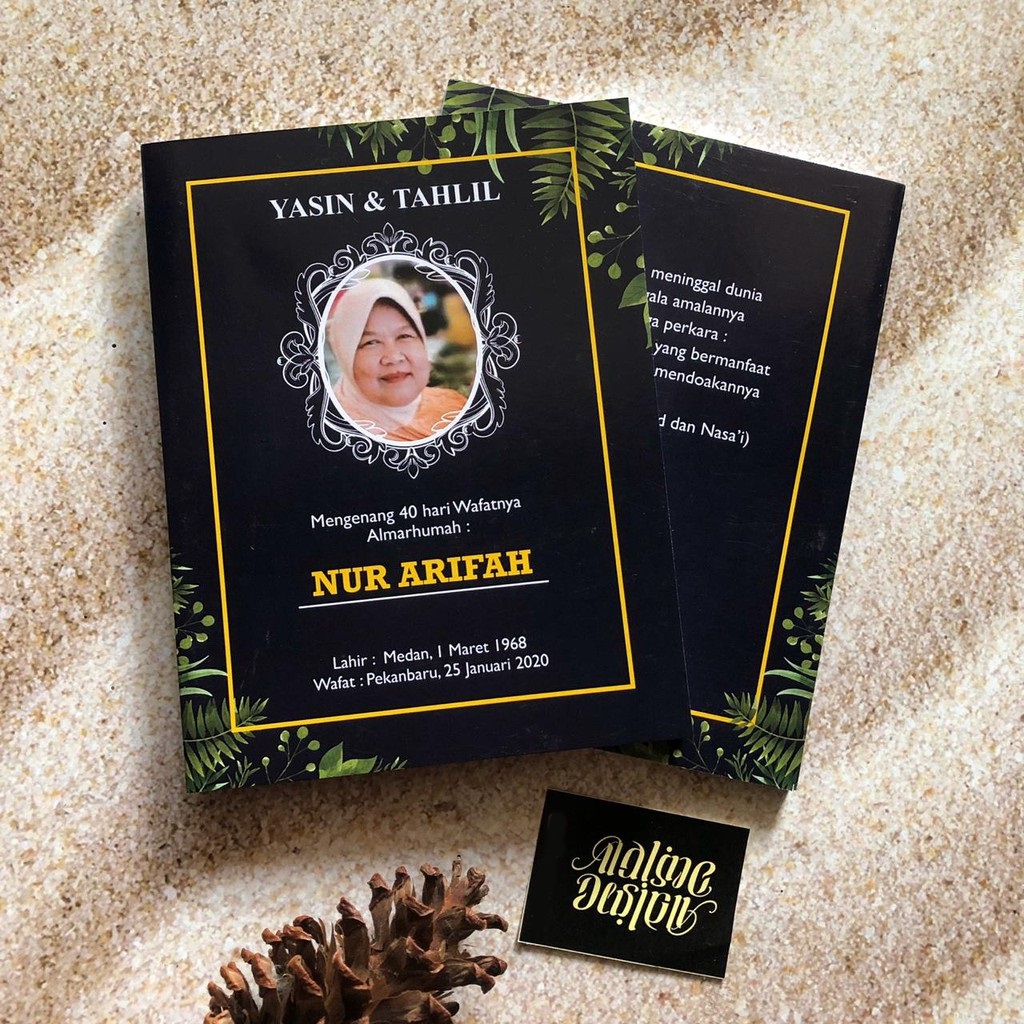 YASIN & TAHLIL
Mengenang 40 hari Wafatnya
Almarhumah :
NUR ARIFAH
Lahir : Medan, 1 Maret 1968
Wafat : Pekanbaru, 25 Januari 2020
meninggal dunia
amalannya
perkara :
yang bermanfaat
mendoakannya
dan Nasa'i)